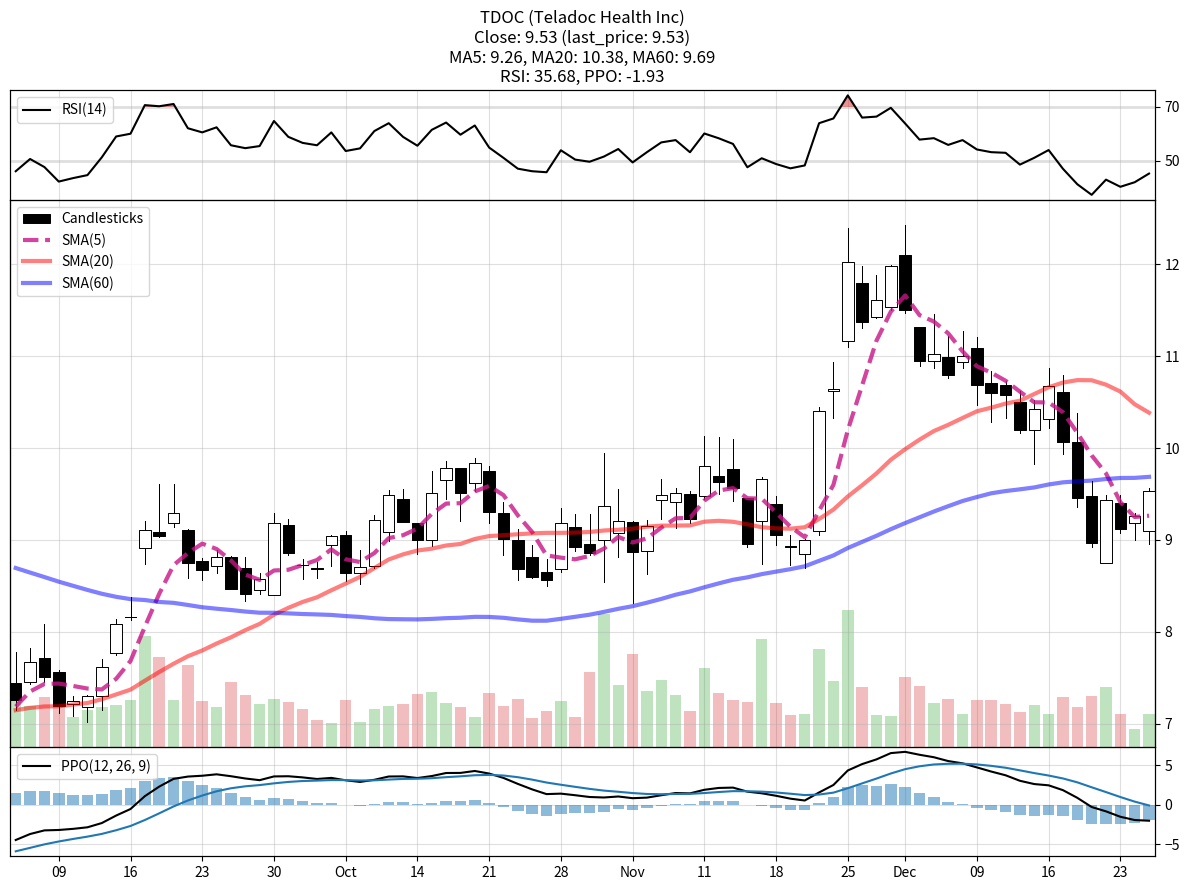 TDOC (Teladoc Health Inc)
Close: 9.53 (last_price: 9.53)
MA5: 9.26, MA20: 10.38, MA60: 9.69
RSI: 35.68, PPO: -1.93
RSI(14)
70
50
Candlesticks
SMA(5)
SMA(20)
SMA(60)
12
11
10
9
8
7
PPO(12, 26, 9)
5
0
−5
09 16 23 30 Oct 14 21 28 Nov 11 18 25 Dec 09 16 23